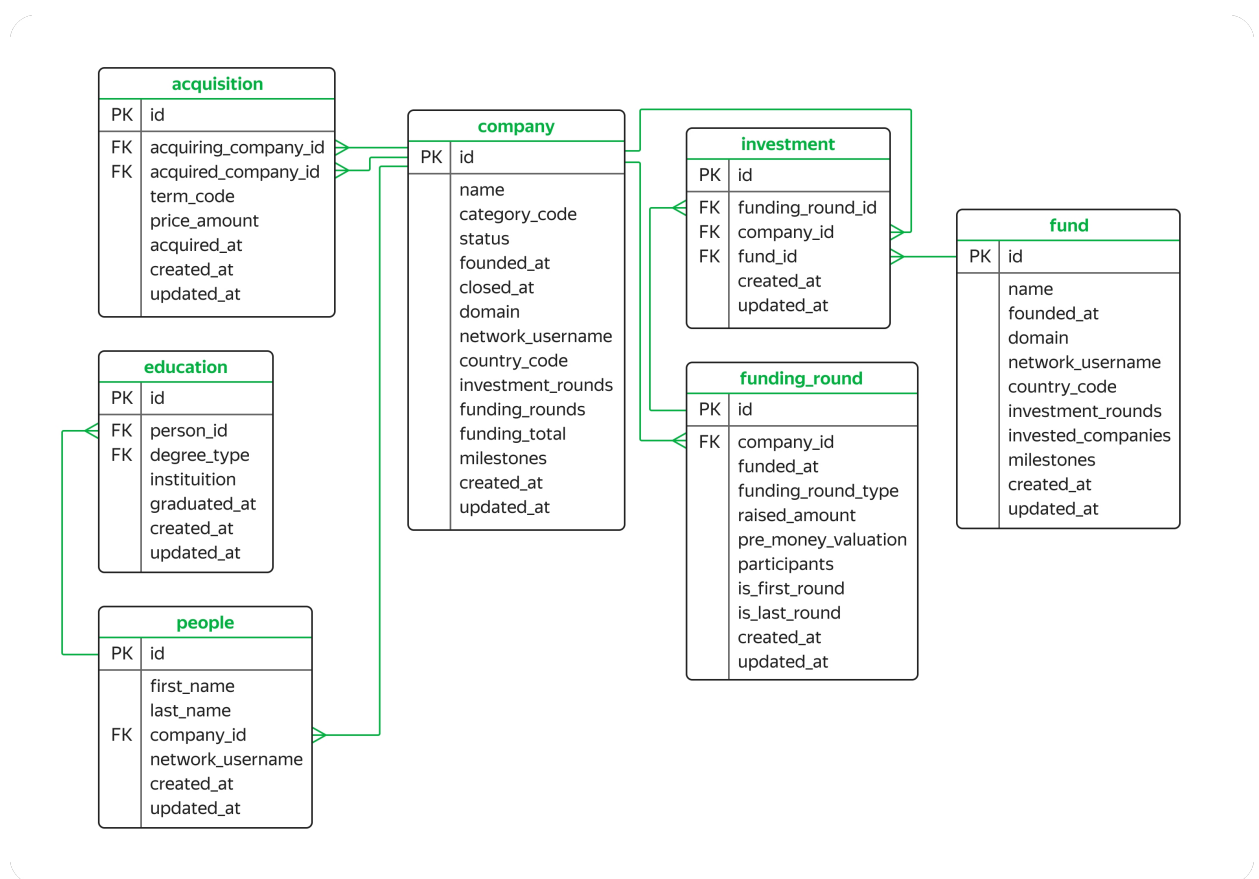 acquisition
PK id
FK acquiring_company_id
FK acquired_company_id
term_code
price_amount
acquired_at
created_at
updated_at
education
PK id
FK person_id
FK degree_type
instituition
graduated_at
created_at
updated_at
people
PK id
first_name
last_name
FK company_id
network_username
created_at
updated_at
company
PK id
name
category_code
status
founded_at
closed_at
domain
network_username
country_code
investment_rounds
funding_rounds
funding_total
milestones
created_at
updated_at
investment
PK id
FK funding_round_id
FK company_id
FK fund_id
created_at
updated_at
funding_round
PK id
FK company_id
funded_at
funding_round_type
raised_amount
pre_money_valuation
participants
is_first_round
is_last_round
created_at
updated_at
fund
PK id
name
founded_at
domain
network_username
country_code
investment_rounds
invested_companies
milestones
created_at
updated_at